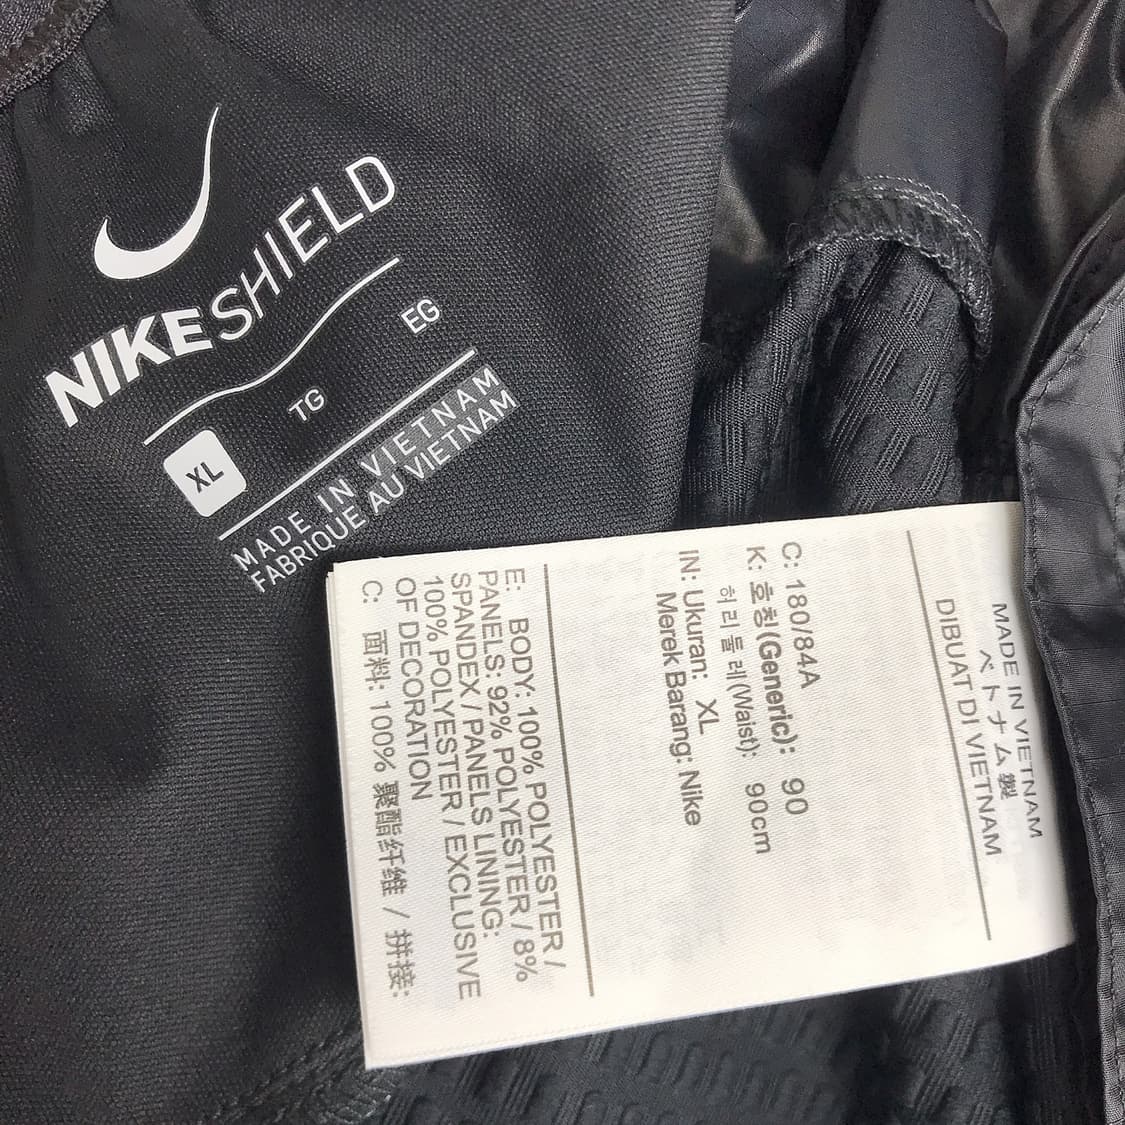 NIKESHIELD
XL TG EG
MADE IN VIETNAM
FABRIQUE AU VIETNAM
MADE IN VIETNAM
ベトナム製
DIBUAT DI VIETNAM
C: 180/84A
K: 호칭(Generic): 90
허리둘레(Waist): 90cm
IN: Ukuran: XL
Merek Barang: Nike
E: BODY: 100% POLYESTER /
PANELS: 92% POLYESTER / 8%
SPANDEX / PANELS LINING:
100% POLYESTER / EXCLUSIVE
OF DECORATION
C: 面料: 100% 聚酯纤维 / 拼接: